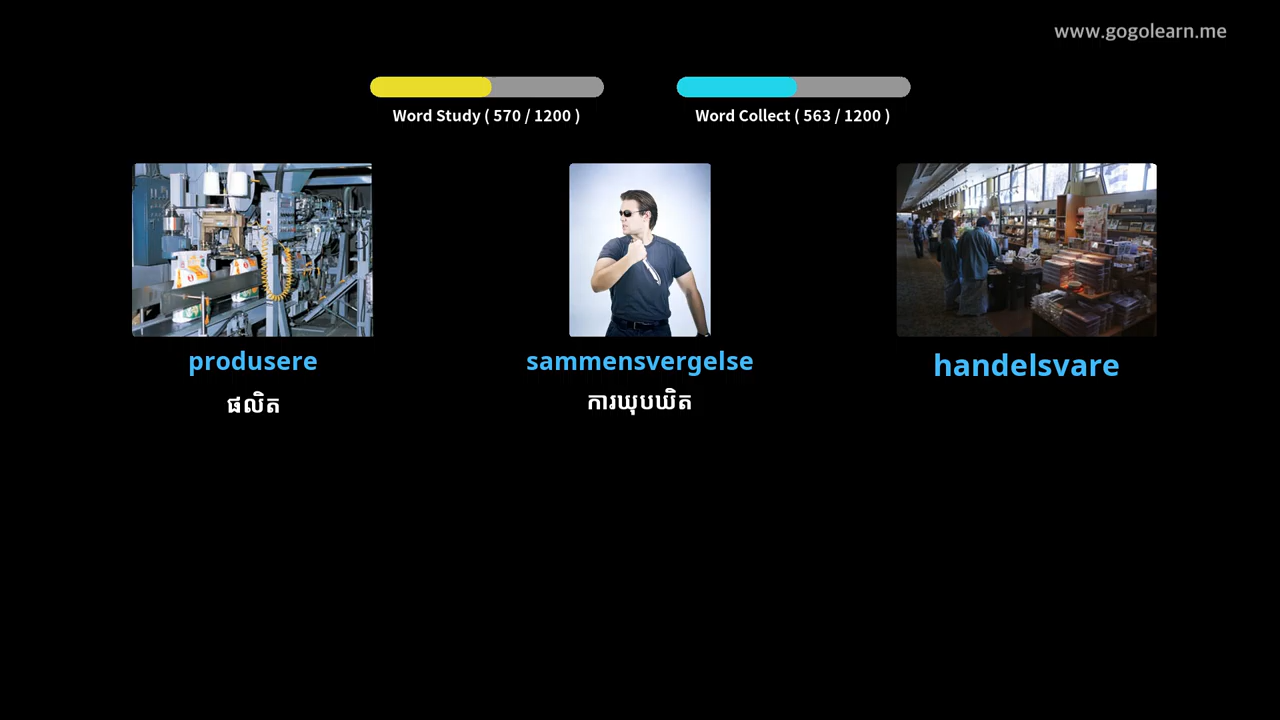 www.gogolearn.me
Word Study ( 570 / 1200 )
Word Collect ( 563 / 1200 )
produsere
sammensvergelse
handelsvare
ផលិត
ការឃុបឃិត